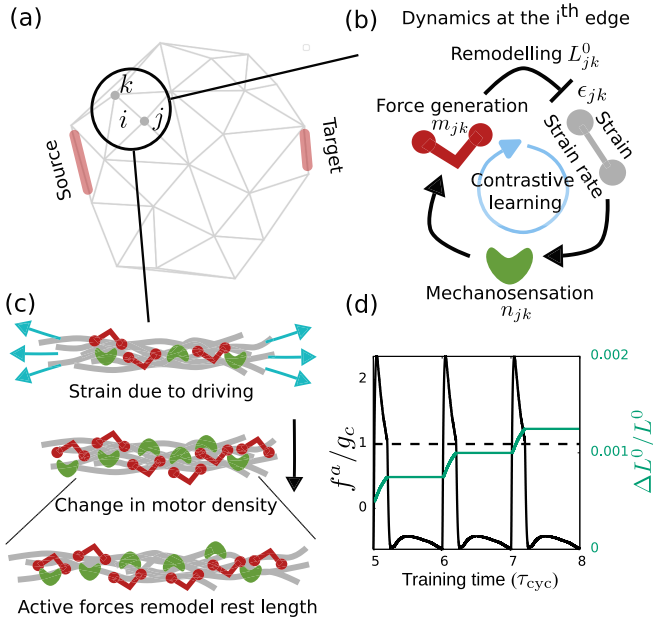 (a)
k
i
j
Source
Target
(b)
Dynamics at the i^th edge
Remodelling L^0_jk
ϵ_jk
Force generation
m_jk
Strain
Strain rate
Contrastive
learning
Mechanosensation
n_jk
(c)
Strain due to driving
Change in motor density
Active forces remodel rest length
(d)
2
1
0
f^a/g_c
0.002
0.001
0
ΔL^0/L^0
5 6 7 8
Training time (τ_cyc)